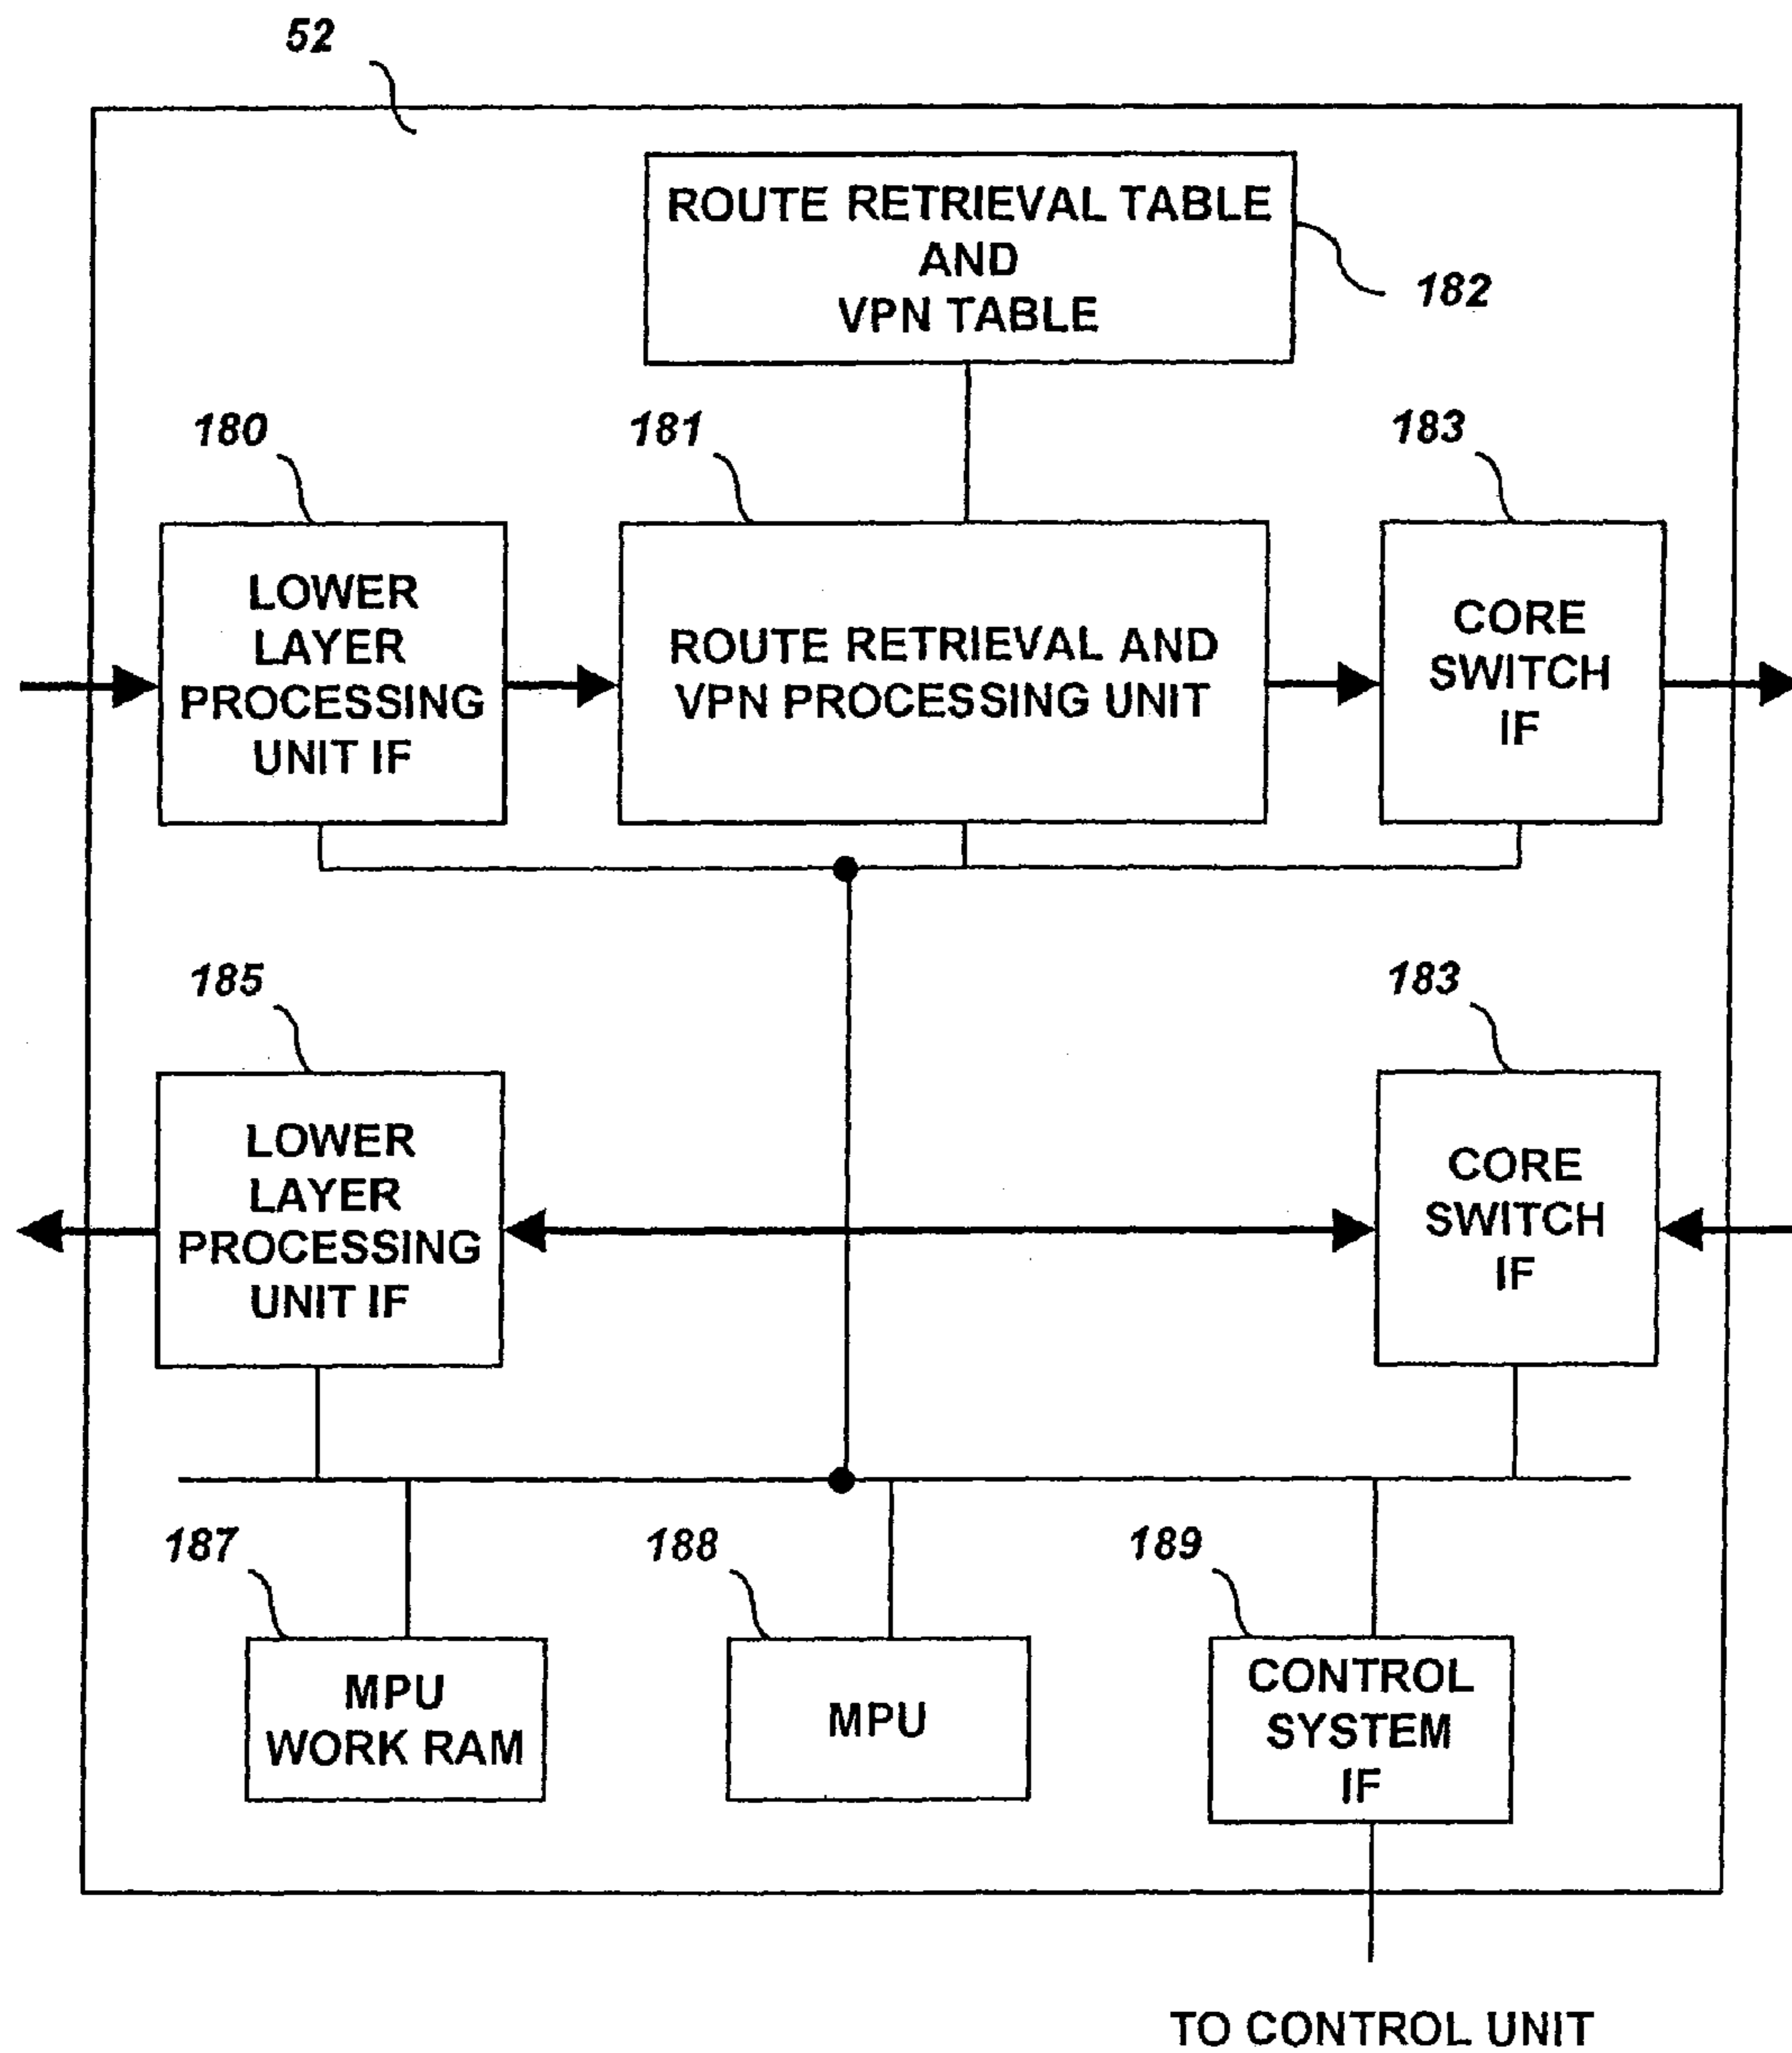 52
ROUTE RETRIEVAL TABLE
AND
VPN TABLE
182
180
181
183
LOWER
LAYER
PROCESSING
UNIT IF
ROUTE RETRIEVAL AND
VPN PROCESSING UNIT
CORE
SWITCH
IF
185
183
LOWER
LAYER
PROCESSING
UNIT IF
CORE
SWITCH
IF
187
188
189
MPU
WORK RAM
MPU
CONTROL
SYSTEM
IF
TO CONTROL UNIT